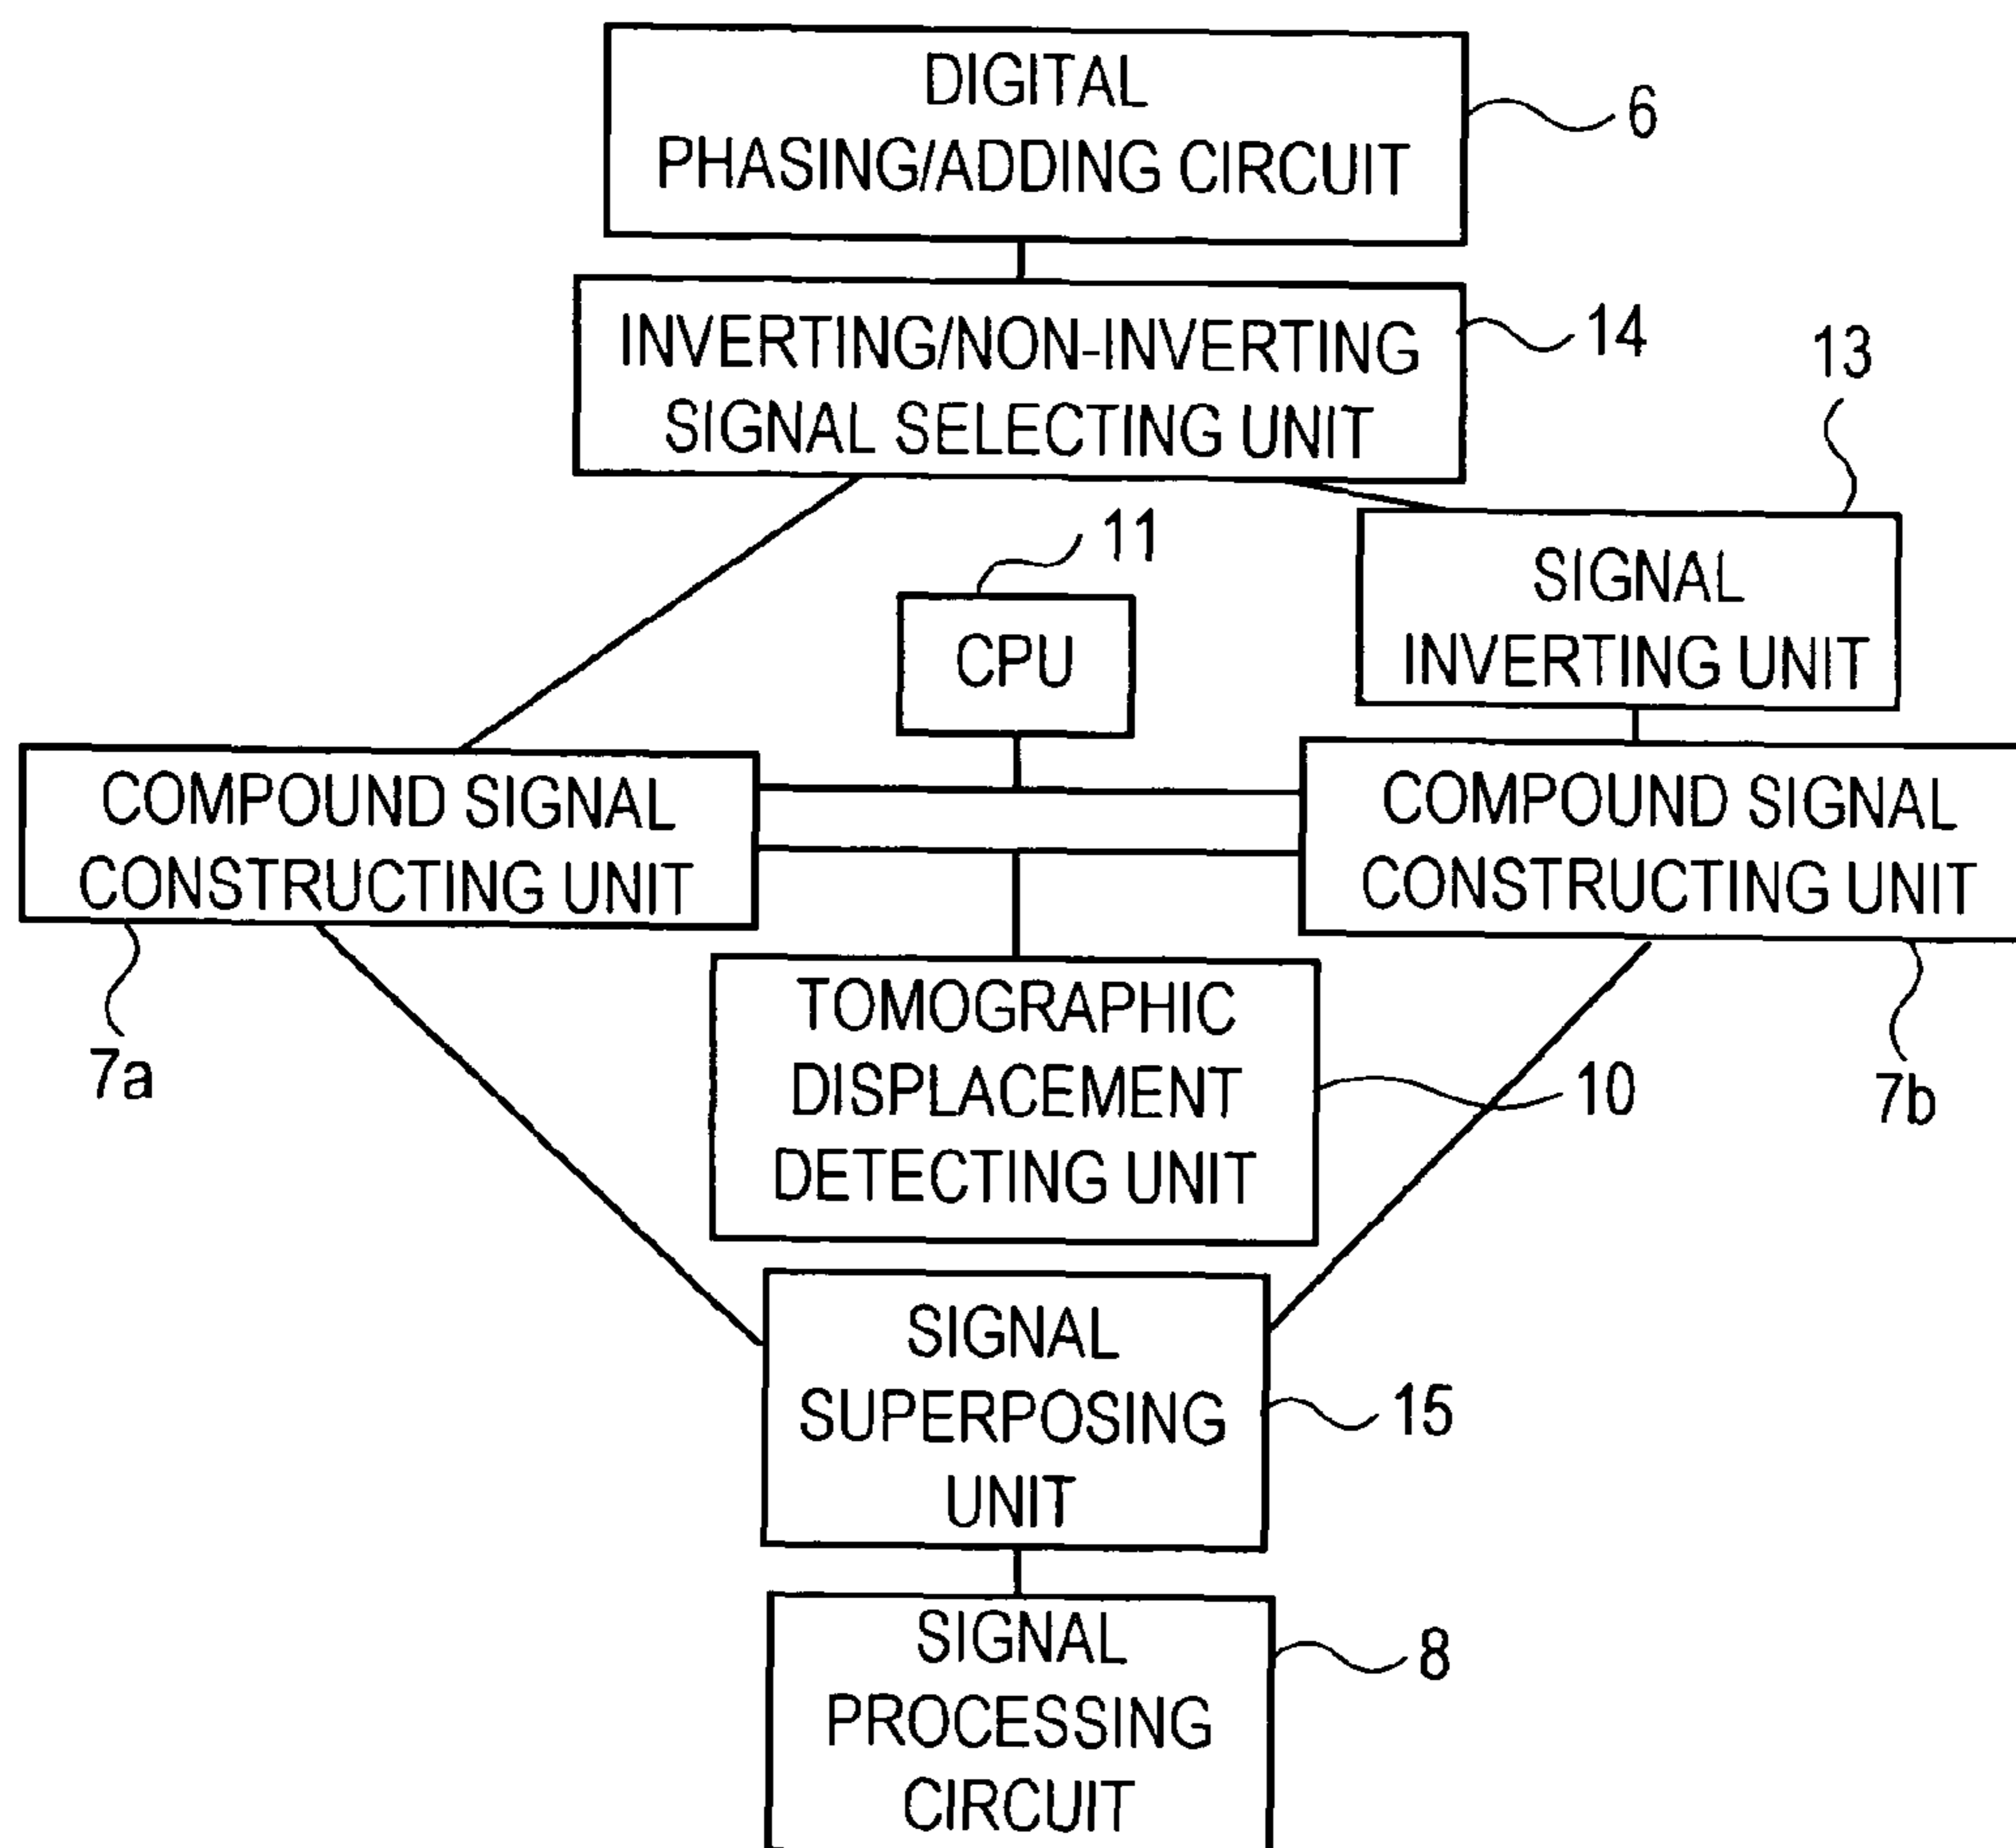 DIGITAL
PHASING/ADDING CIRCUIT
6
INVERTING/NON-INVERTING
SIGNAL SELECTING UNIT
14
13
11
SIGNAL
INVERTING UNIT
CPU
COMPOUND SIGNAL
CONSTRUCTING UNIT
COMPOUND SIGNAL
CONSTRUCTING UNIT
7a
TOMOGRAPHIC
DISPLACEMENT
DETECTING UNIT
10
7b
SIGNAL
SUPERPOSING
UNIT
15
SIGNAL
PROCESSING
CIRCUIT
8